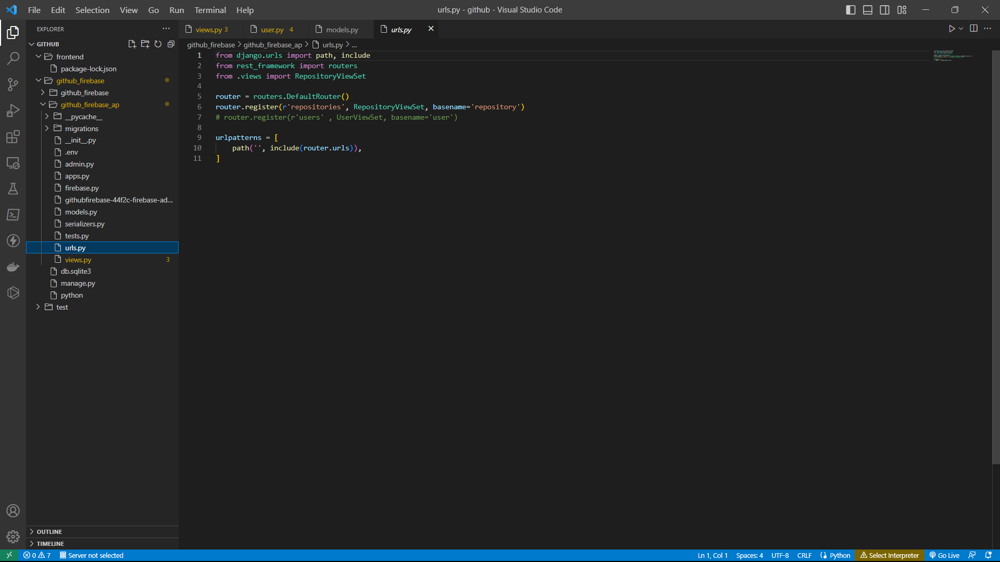 File Edit Selection View Go Run Terminal Help
urls.py - github - Visual Studio Code
EXPLORER
GITHUB
frontend
package-lock.json
github_firebase
github_firebase
github_firebase_ap
__pycache__
migrations
__init__.py
.env
admin.py
apps.py
firebase.py
githubfirebase-44f2c-firebase-ad...
models.py
serializers.py
tests.py
urls.py
views.py 3
db.sqlite3
manage.py
python
test
OUTLINE
TIMELINE
views.py 3 user.py 4 models.py urls.py
github_firebase > github_firebase_ap > urls.py > ...
1 from django.urls import path, include
2 from rest_framework import routers
3 from .views import RepositoryViewSet
4
5 router = routers.DefaultRouter()
6 router.register(r'repositories', RepositoryViewSet, basename='repository')
7 # router.register(r'users' , UserViewSet, basename='user')
8
9 urlpatterns = [
10 path('', include(router.urls)),
11 ]
0 7 Server not selected
Ln 1, Col 1 Spaces: 4 UTF-8 CRLF Python Select Interpreter Go Live